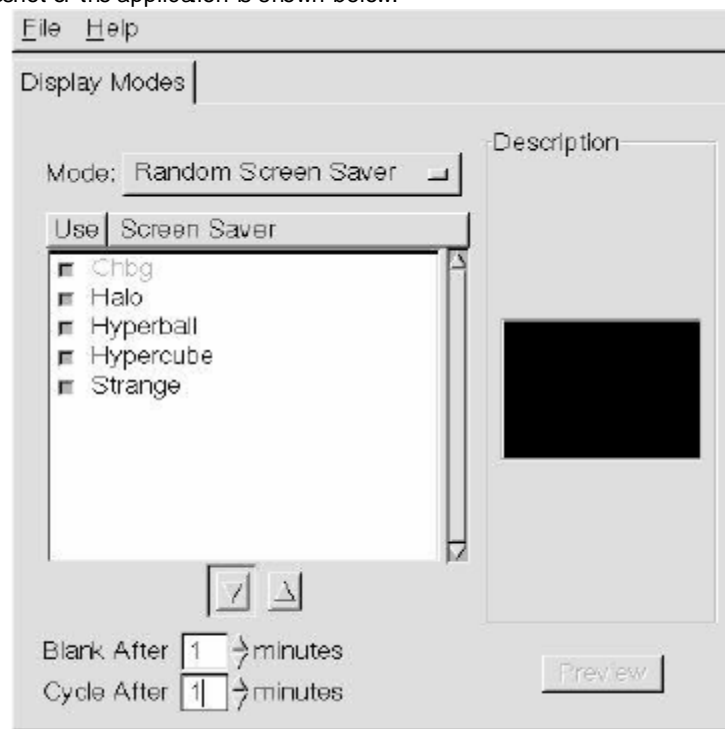 File Help
Display Modes
Description
Mode: Random Screen Saver
Use Screen Saver
Chbg
Halo
Hyperball
Hypercube
Strange
Blank After 1 minutes
Cycle After 1 minutes
Preview